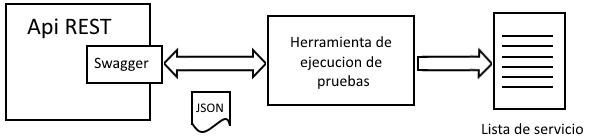 Api REST
Swagger
JSON
Herramienta de
ejecucion de
pruebas
Lista de servicio